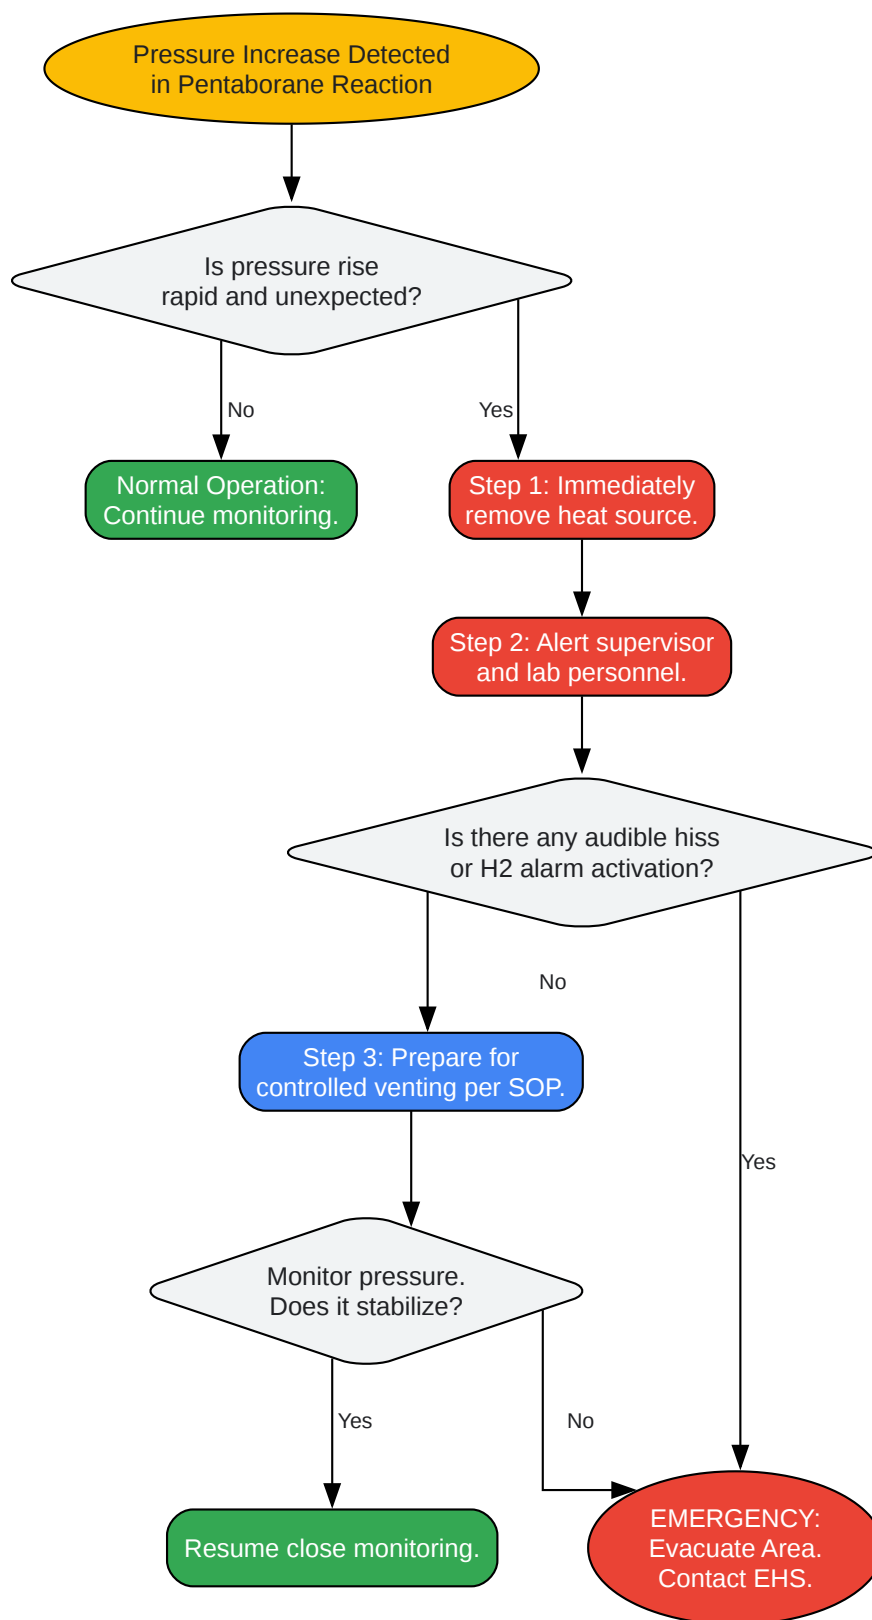 Pressure Increase Detected
in Pentaborane Reaction
Is pressure rise
rapid and unexpected?
No
Yes
Normal Operation:
Continue monitoring.
Step 1: Immediately
remove heat source.
Step 2: Alert supervisor
and lab personnel.
Is there any audible hiss
or H2 alarm activation?
No
Step 3: Prepare for
controlled venting per SOP.
Yes
Monitor pressure.
Does it stabilize?
Yes
No
Resume close monitoring.
EMERGENCY:
Evacuate Area.
Contact EHS.